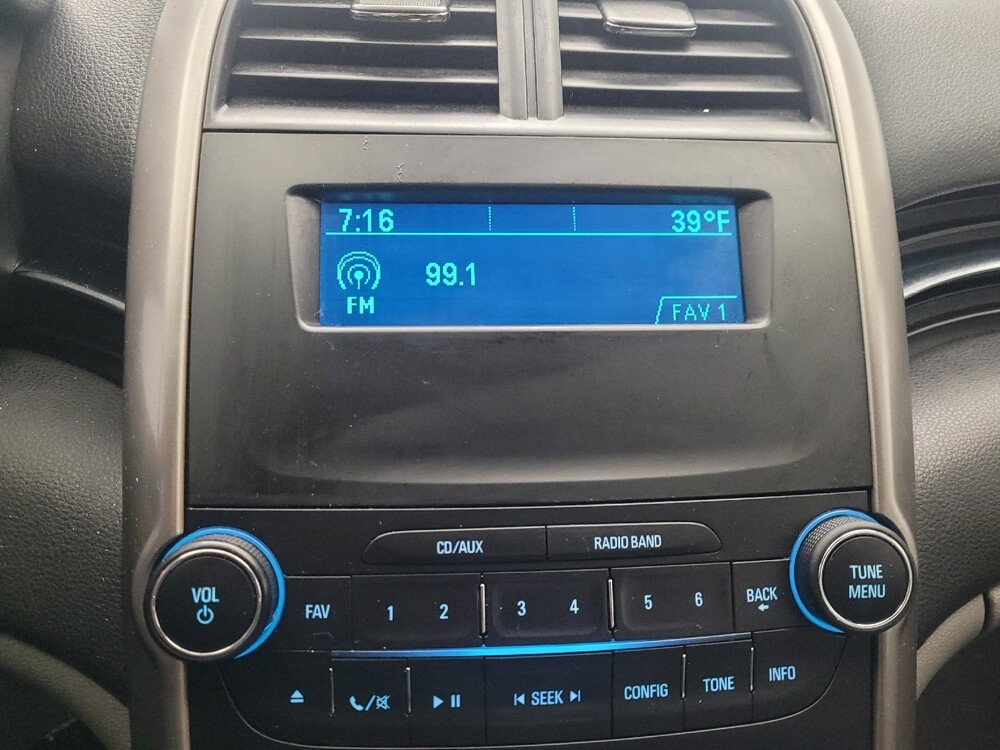 7:16 39°F
99.1
FM
FAV 1
CD/AUX RADIO BAND
VOL
TUNE
MENU
FAV 1 2 3 4 5 6 BACK
SEEK CONFIG TONE INFO